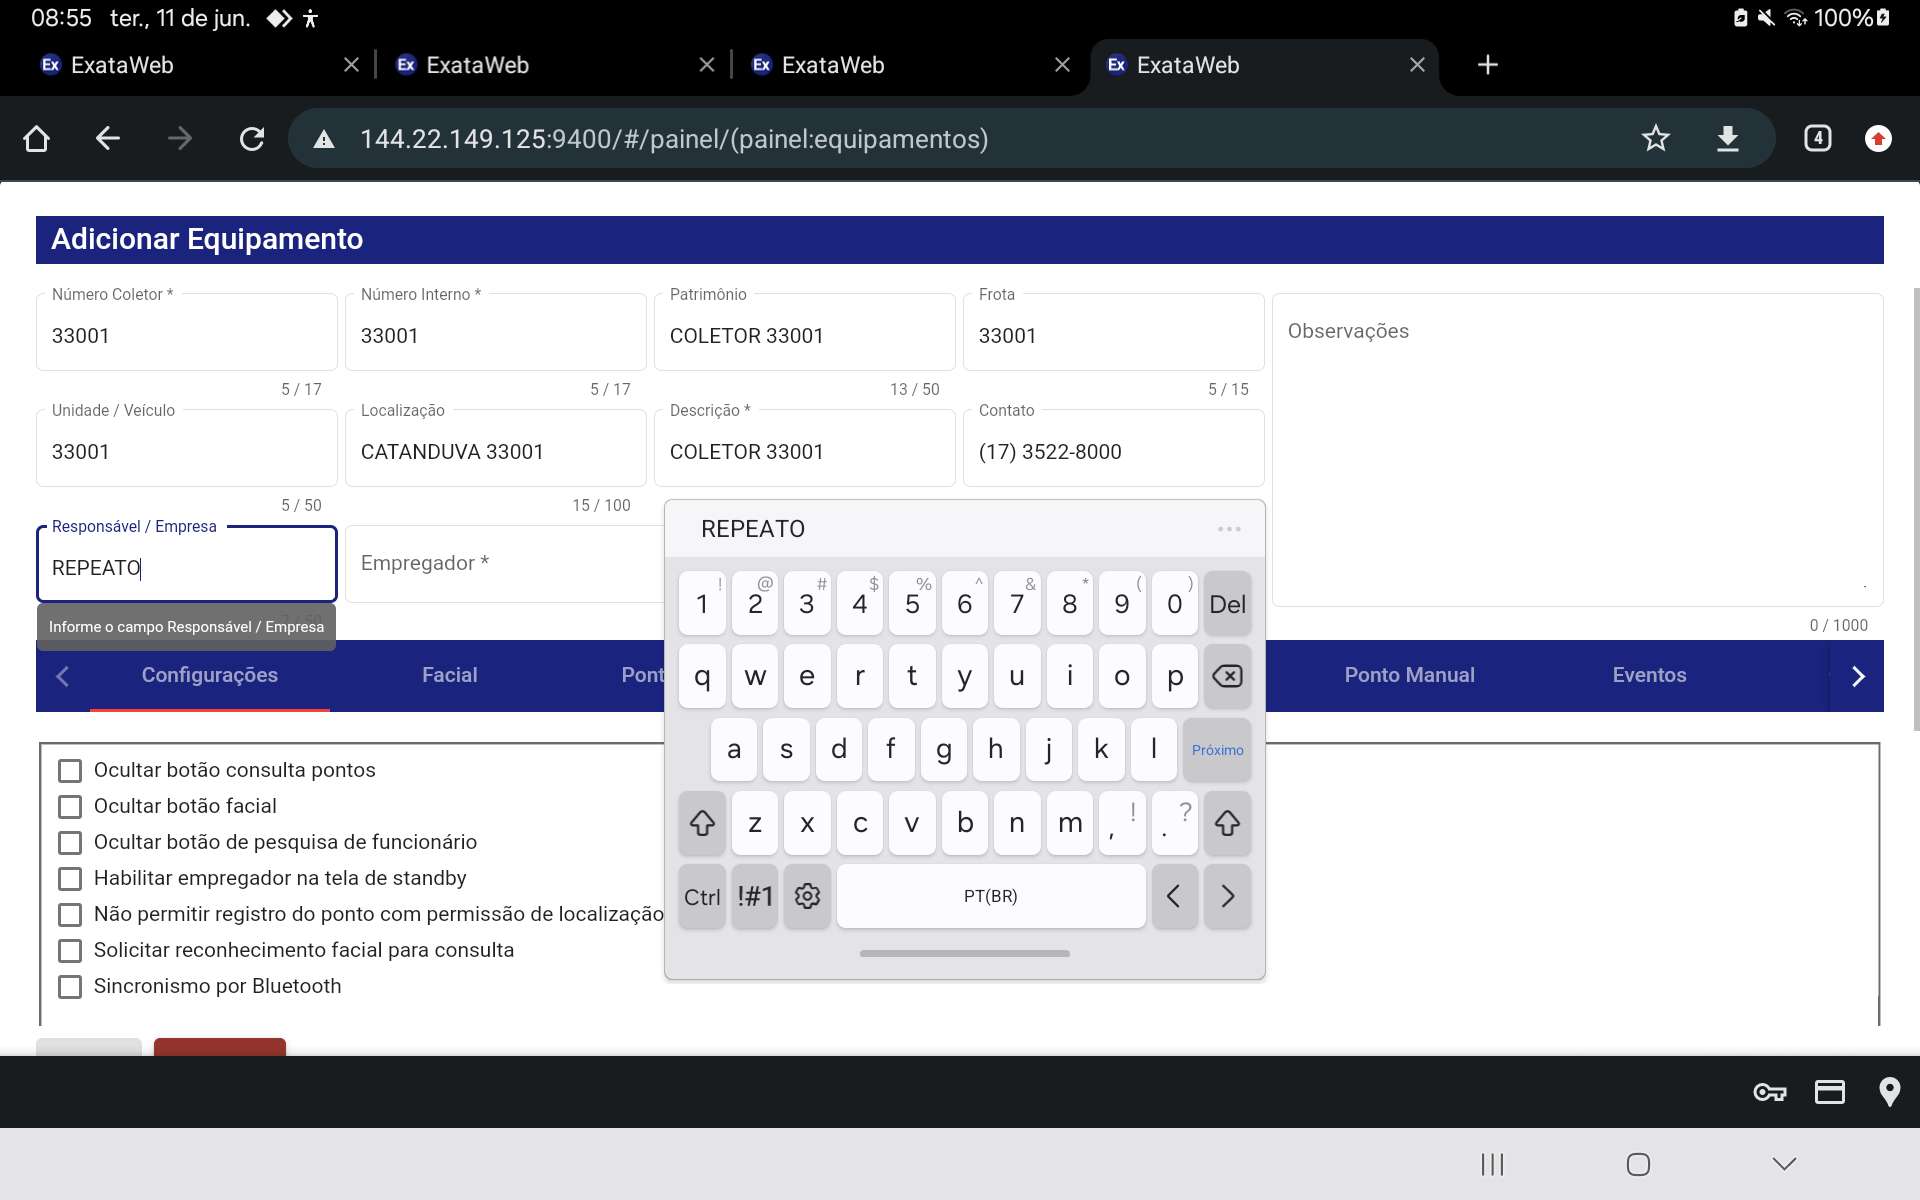 08:55 ter., 11 de jun. 100%
ExataWeb ExataWeb ExataWeb ExataWeb
144.22.149.125:9400/#/painel/(painel:equipamentos) 4
Adicionar Equipamento
Número Coletor * Número Interno * Patrimônio Frota
33001 33001 COLETOR 33001 33001 Observações
5 / 17 5 / 17 13 / 50 5 / 15
Unidade / Veículo Localização Descrição * Contato
33001 CATANDUVA 33001 COLETOR 33001 (17) 3522-8000
5 / 50 15 / 100
Responsável / Empresa
REPEATO Empregador *
Informe o campo Responsável / Empresa
0 / 1000
Configurações Facial Pont Ponto Manual Eventos
Ocultar botão consulta pontos
Ocultar botão facial
Ocultar botão de pesquisa de funcionário
Habilitar empregador na tela de standby
Não permitir registro do ponto com permissão de localização
Solicitar reconhecimento facial para consulta
Sincronismo por Bluetooth
REPEATO ...
! @ # $ % ^ & * ( )
1 2 3 4 5 6 7 8 9 0 Del
q w e r t y u i o p
a s d f g h j k l Próximo
z x c v b n m , ! . ?
Ctrl !#1 PT(BR) < >